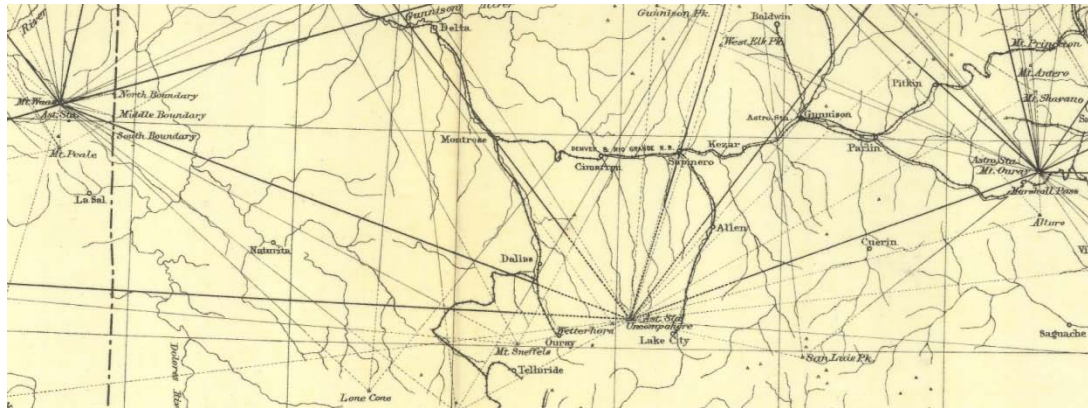 River
Gunnison
River
Delta
Gunnison Pk.
Baldwin
West Elk Pk.
Mt. Princeton
Mt. Antero
Mt. Shavano
Pitkin
Mt. Waas
Ast. Sta.
North Boundary
Middle Boundary
South Boundary
Mt. Peale
La Sal
Montrose
DENVER & RIO GRANDE R.R.
Cimarron
Sapinero
Kezar
Astro. Sta.
Gunnison
Parlin
Astro. Sta.
Mt. Ouray
Marshall Pass
Alturo
Allen
Cuerin
Naturita
Dallas
Ast. Sta.
Uncompahgre
Wetterhorn
Ouray
Lake City
Mt. Sneffels
Telluride
San Luis Pk.
Saguache
Lone Cone
Dolores